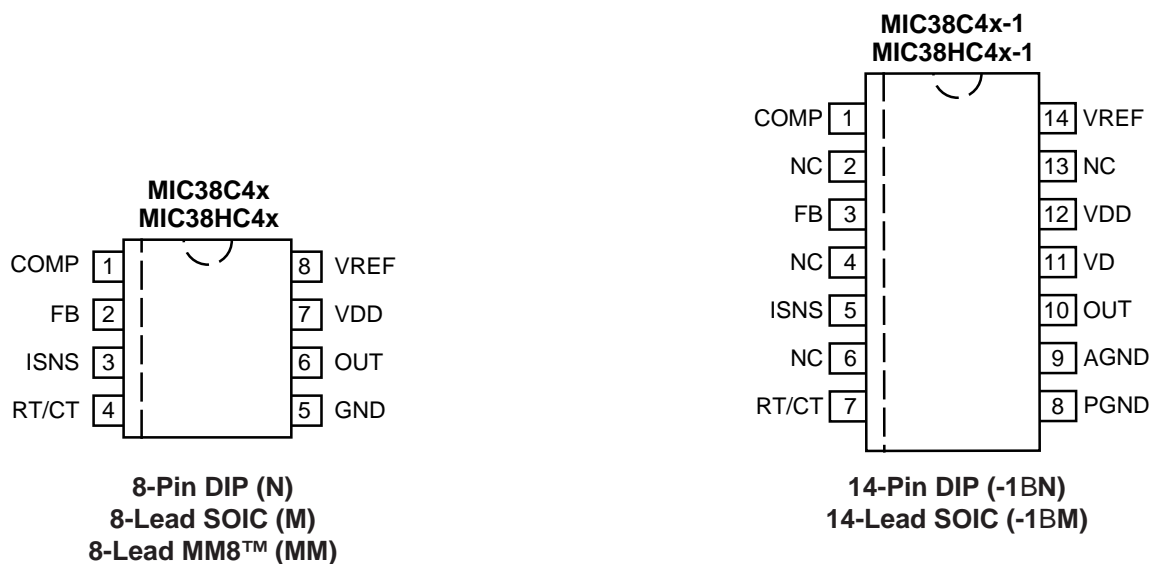 MIC38C4x
MIC38HC4x
COMP 1 8 VREF
FB 2 7 VDD
ISNS 3 6 OUT
RT/CT 4 5 GND
8-Pin DIP (N)
8-Lead SOIC (M)
8-Lead MM8™ (MM)
MIC38C4x-1
MIC38HC4x-1
COMP 1 14 VREF
NC 2 13 NC
FB 3 12 VDD
NC 4 11 VD
ISNS 5 10 OUT
NC 6 9 AGND
RT/CT 7 8 PGND
14-Pin DIP (-1BN)
14-Lead SOIC (-1BM)